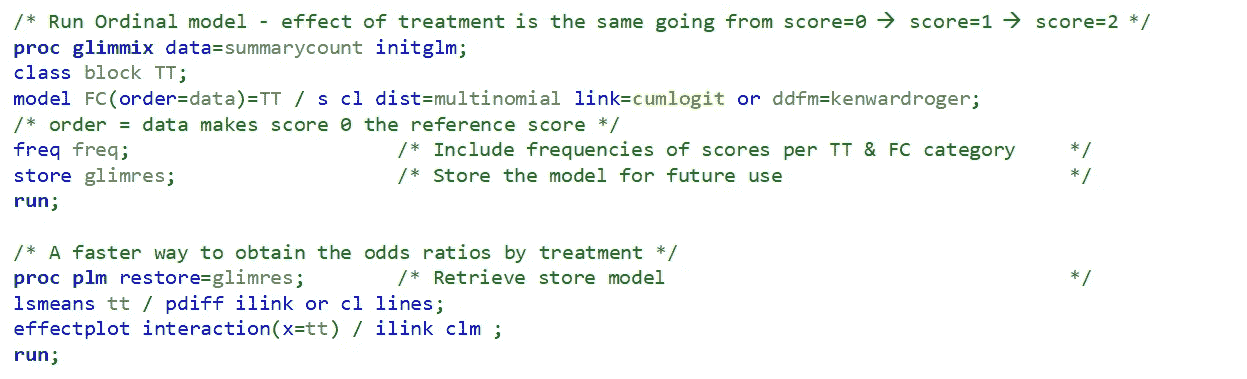 /* Run Ordinal model - effect of treatment is the same going from score=0 → score=1 → score=2 */
proc glimmix data=summarycount initglm;
class block TT;
model FC(order=data)=TT / s cl dist=multinomial link=cumlogit or ddfm=kenwardroger;
/* order = data makes score 0 the reference score */
freq freq; /* Include frequencies of scores per TT & FC category */
store glimres; /* Store the model for future use */
run;
/* A faster way to obtain the odds ratios by treatment */
proc plm restore=glimres; /* Retrieve store model */
lsmeans tt / pdiff ilink or cl lines;
effectplot interaction(x=tt) / ilink clm ;
run;